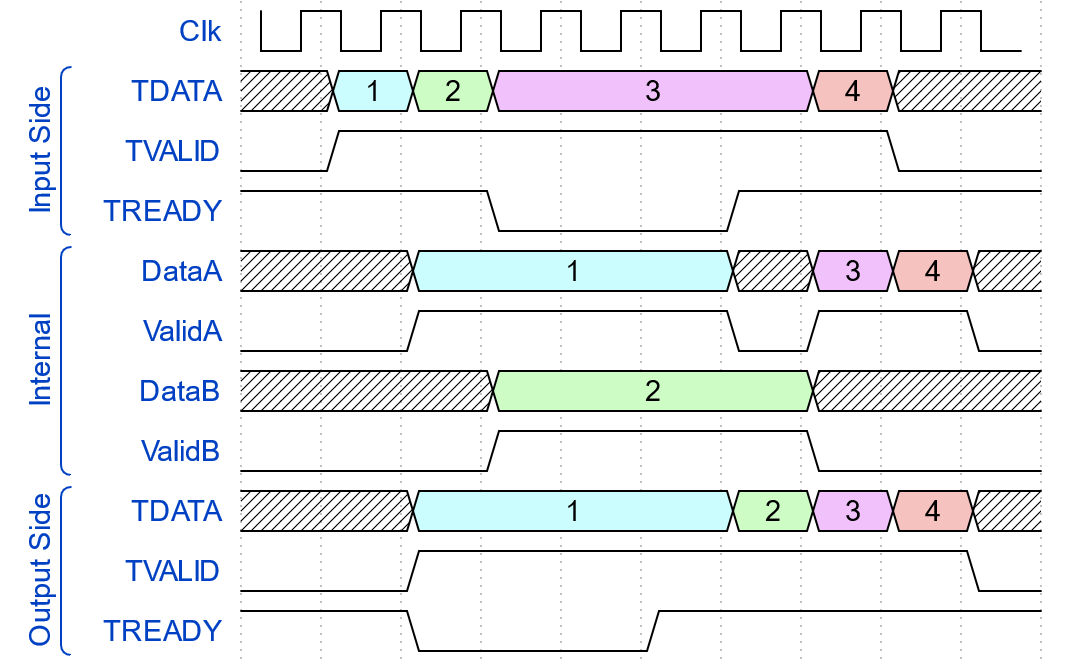 Clk
Input Side
TDATA 1 2 3 4
TVALID
TREADY
Internal
DataA 1 3 4
ValidA
DataB 2
ValidB
Output Side
TDATA 1 2 3 4
TVALID
TREADY